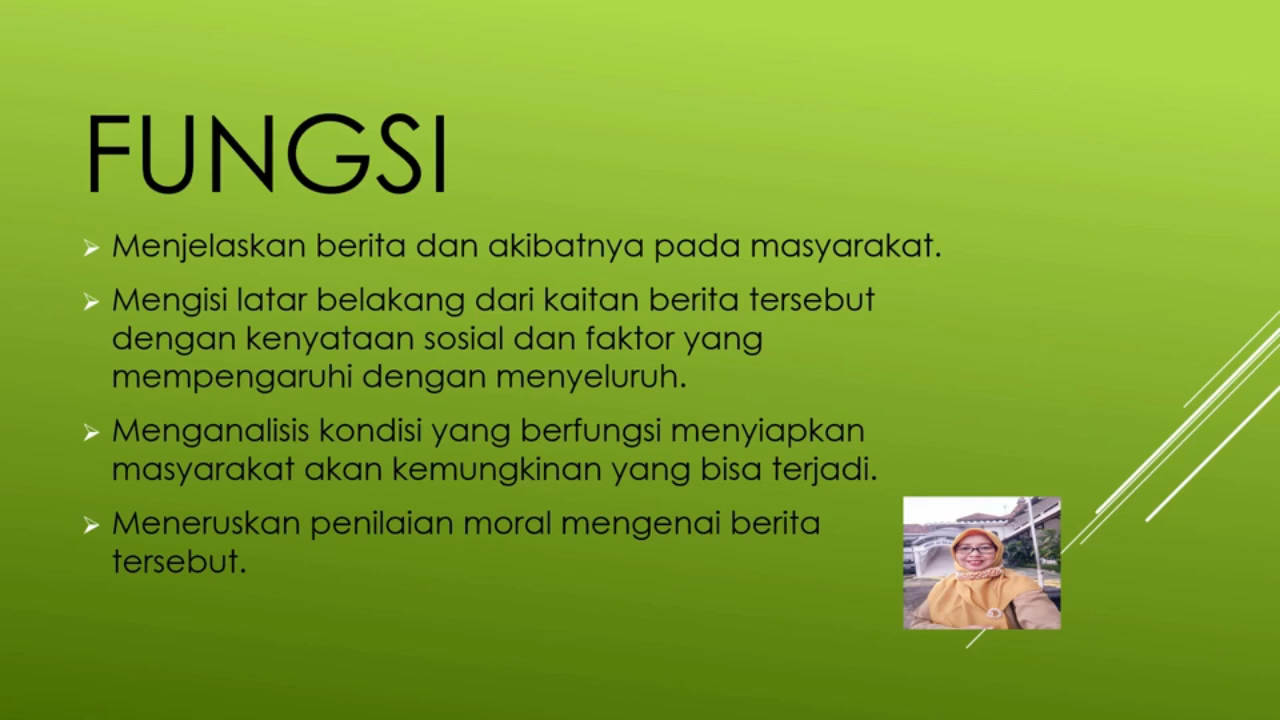 FUNGSI
Menjelaskan berita dan akibatnya pada masyarakat.
Mengisi latar belakang dari kaitan berita tersebut
dengan kenyataan sosial dan faktor yang
mempengaruhi dengan menyeluruh.
Menganalisis kondisi yang berfungsi menyiapkan
masyarakat akan kemungkinan yang bisa terjadi.
Meneruskan penilaian moral mengenai berita
tersebut.